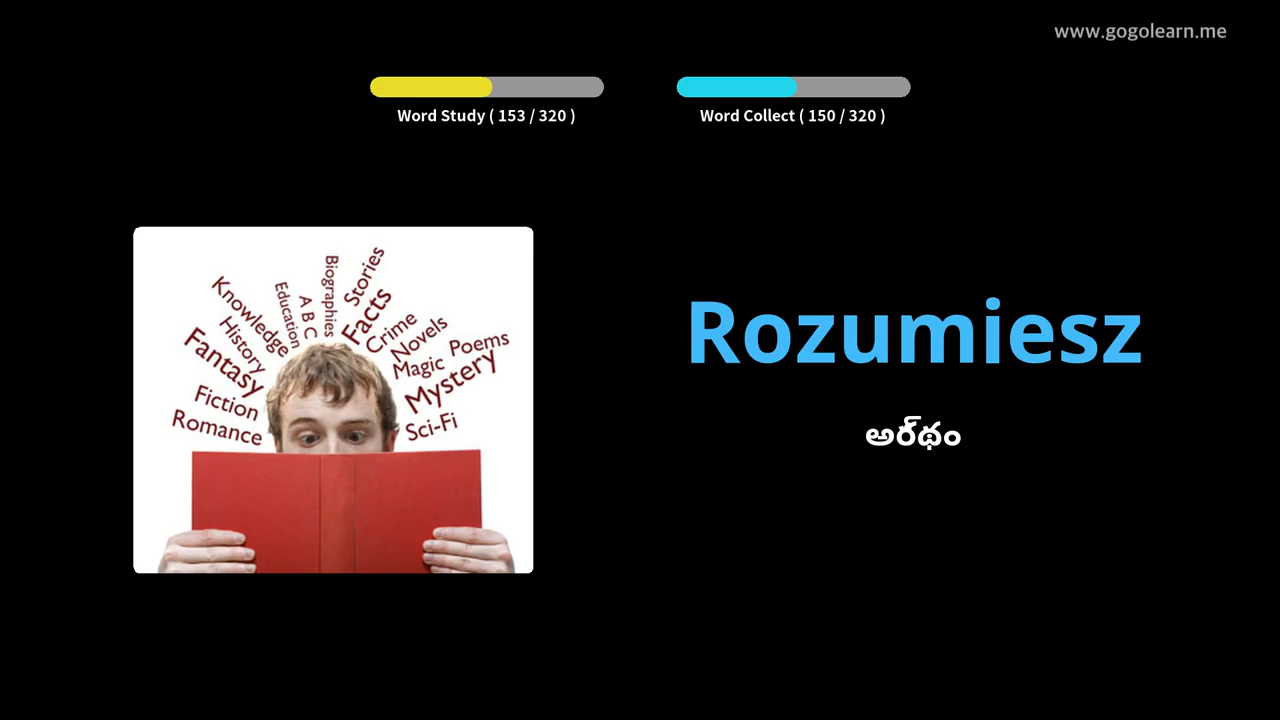 www.gogolearn.me
Word Study ( 153 / 320 )
Word Collect ( 150 / 320 )
Rozumiesz
అర్థం
Stories
Biographies
Education
A B C
Facts
Knowledge
History
Crime
Novels
Poems
Magic
Fantasy
Mystery
Fiction
Romance
Sci-Fi